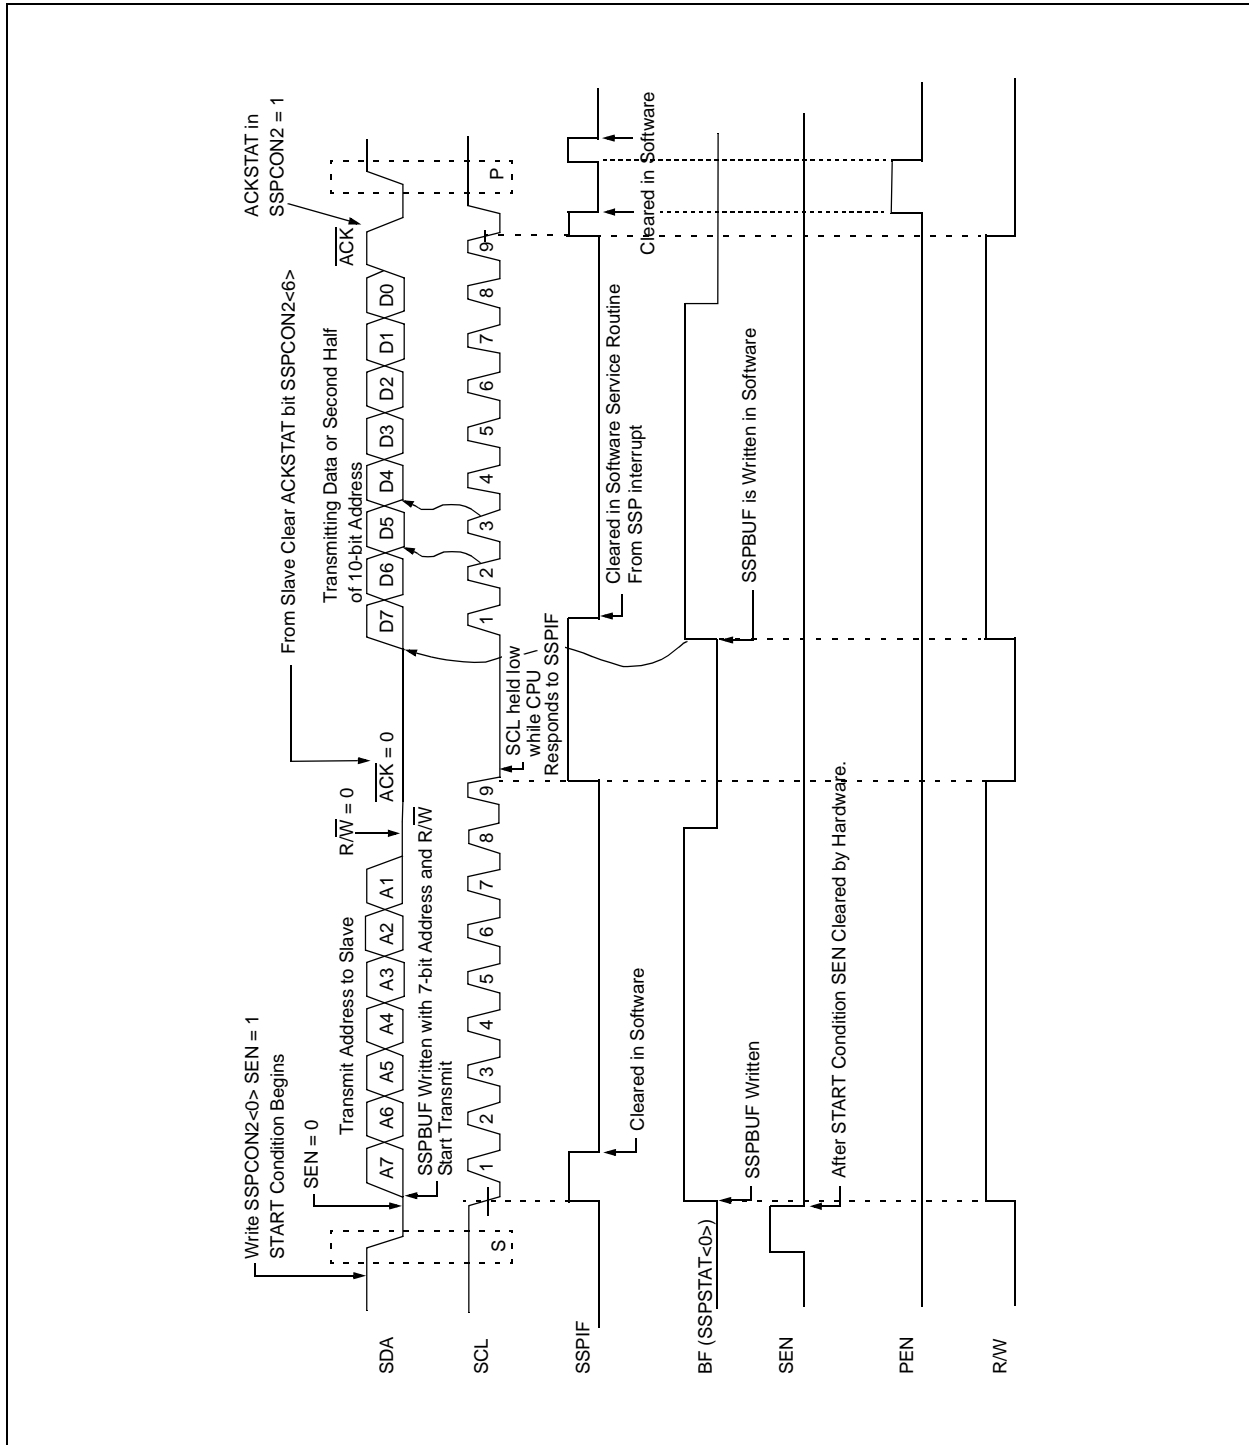 Write SSPCON2<0> SEN = 1
START Condition Begins
SEN = 0
Transmit Address to Slave
R/W = 0
From Slave Clear ACKSTAT bit SSPCON2<6>
ACK = 0
Transmitting Data or Second Half
of 10-bit Address
ACKSTAT in
SSPCON2 = 1
ACK
SDA
A7 A6 A5 A4 A3 A2 A1
D7 D6 D5 D4 D3 D2 D1 D0
SSPBUF Written with 7-bit Address and R/W
Start Transmit
SCL
S
1 2 3 4 5 6 7 8 9
1 2 3 4 5 6 7 8 9
P
SCL held low
while CPU
Responds to SSPIF
SSPIF
Cleared in Software
Cleared in Software Service Routine
From SSP interrupt
Cleared in Software
BF (SSPSTAT<0>)
SSPBUF Written
SSPBUF is Written in Software
SEN
After START Condition SEN Cleared by Hardware.
PEN
R/W